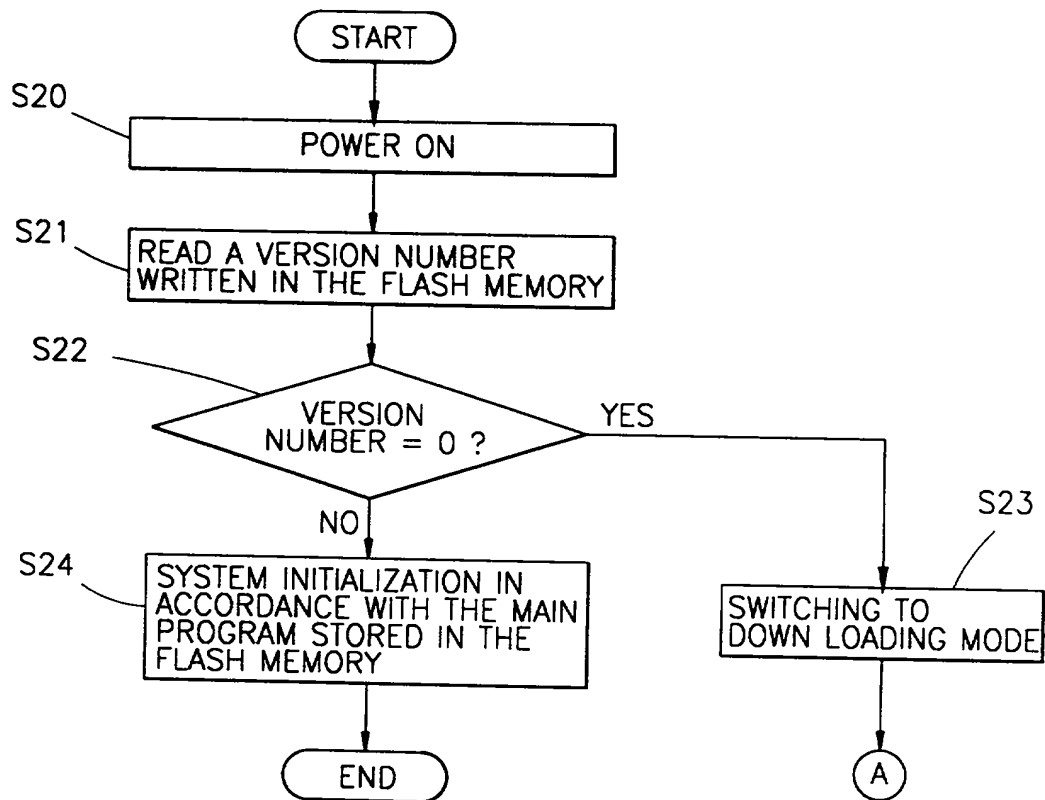 START
S20
POWER ON
S21
READ A VERSION NUMBER
WRITTEN IN THE FLASH MEMORY
S22
VERSION
NUMBER = 0 ?
YES
NO
S23
S24
SYSTEM INITIALIZATION IN
ACCORDANCE WITH THE MAIN
PROGRAM STORED IN THE
FLASH MEMORY
SWITCHING TO
DOWN LOADING MODE
END
A